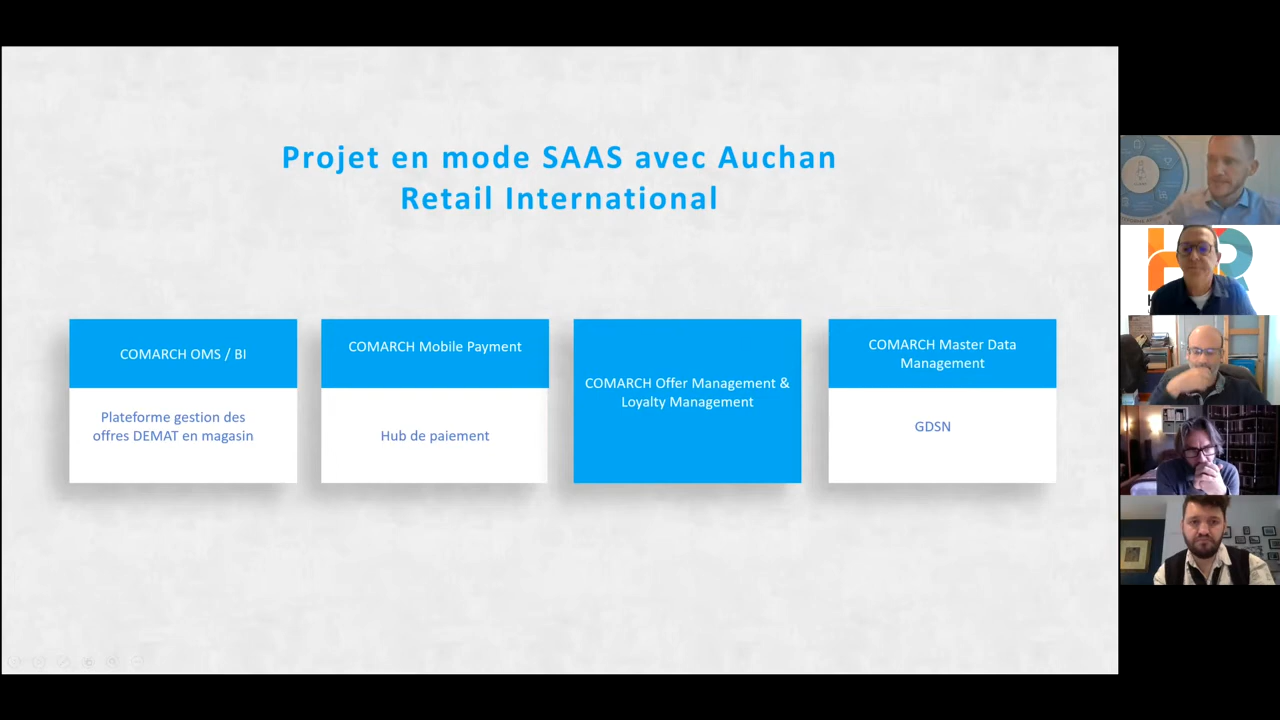 Projet en mode SAAS avec Auchan
Retail International
COMARCH OMS / BI
Plateforme gestion des
offres DEMAT en magasin
COMARCH Mobile Payment
Hub de paiement
COMARCH Offer Management &
Loyalty Management
COMARCH Master Data
Management
GDSN